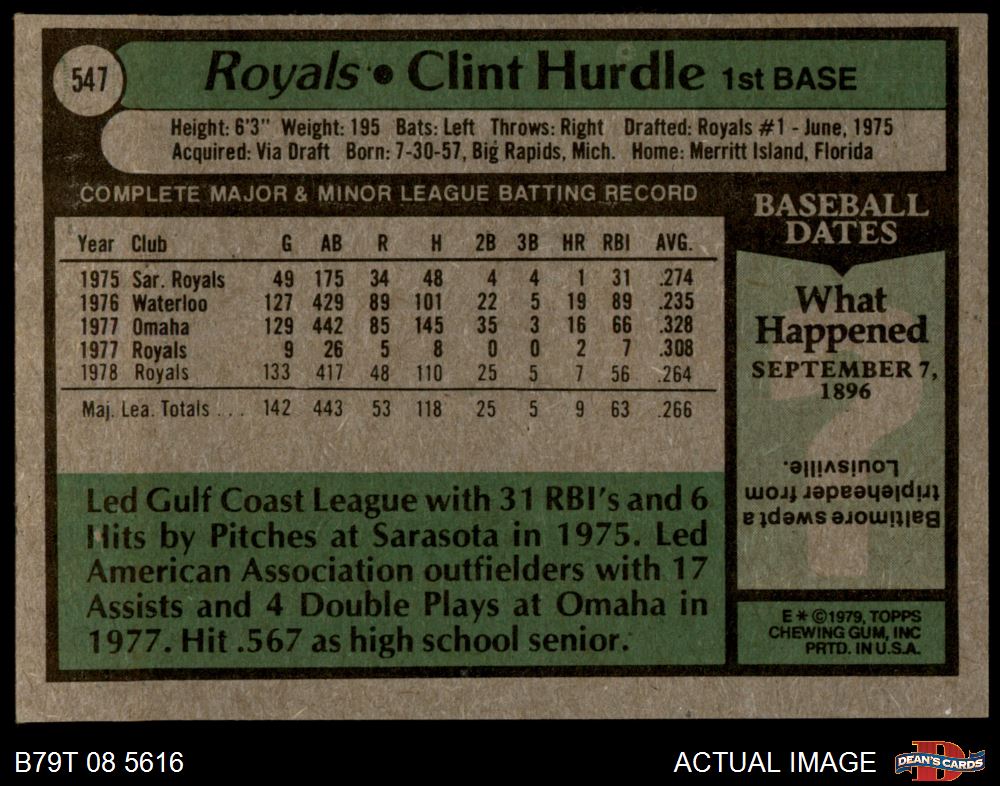 547
Royals • Clint Hurdle 1st BASE
Height: 6'3" Weight: 195 Bats: Left Throws: Right Drafted: Royals #1 - June, 1975
Acquired: Via Draft Born: 7-30-57, Big Rapids, Mich. Home: Merritt Island, Florida
COMPLETE MAJOR & MINOR LEAGUE BATTING RECORD
Year Club G AB R H 2B 3B HR RBI AVG.
1975 Sar. Royals 49 175 34 48 4 4 1 31 .274
1976 Waterloo 127 429 89 101 22 5 19 89 .235
1977 Omaha 129 442 85 145 35 3 16 66 .328
1977 Royals 9 26 5 8 0 0 2 7 .308
1978 Royals 133 417 48 110 25 5 7 56 .264
Maj. Lea. Totals ... 142 443 53 118 25 5 9 63 .266
Led Gulf Coast League with 31 RBI's and 6
Hits by Pitches at Sarasota in 1975. Led
American Association outfielders with 17
Assists and 4 Double Plays at Omaha in
1977. Hit .567 as high school senior.
BASEBALL
DATES
What
Happened
SEPTEMBER 7,
1896
?
Baltimore swept a
tripleheader from
Louisville.
E * ©1979, TOPPS
CHEWING GUM, INC
PRTD. IN U.S.A.
B79T 08 5616
ACTUAL IMAGE
D
DEAN'S CARDS